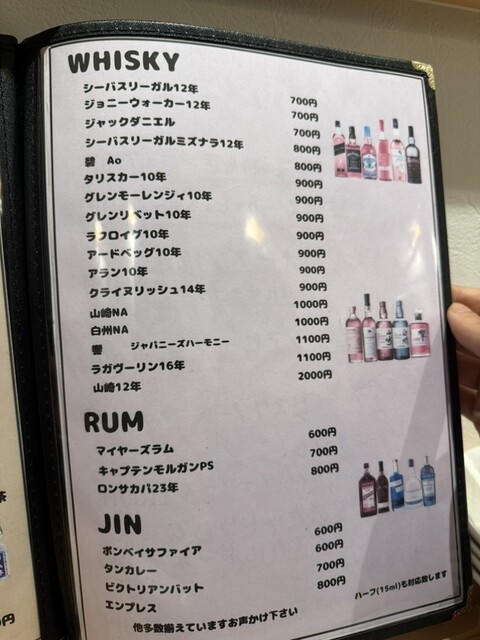 WHISKY
シーバスリーガル12年 700円
ジョニーウォーカー12年 700円
ジャックダニエル 700円
シーバスリーガルミズナラ12年 800円
碧 Ao 800円
タリスカー10年 900円
グレンモーレンジィ10年 900円
グレンリベット10年 900円
ラフロイグ10年 900円
アードベッグ10年 900円
アラン10年 900円
クライヌリッシュ14年 900円
山崎NA 1000円
白州NA 1000円
響 ジャパニーズハーモニー 1100円
ラガヴーリン16年 1100円
山崎12年 2000円
RUM
マイヤーズラム 600円
キャプテンモルガンPS 700円
ロンサカパ23年 800円
JIN
ボンベイサファイア 600円
タンカレー 600円
ビクトリアンバット 700円
エンプレス 800円
他多数揃えていますお声かけ下さい
ハーフ(15ml)も対応致します